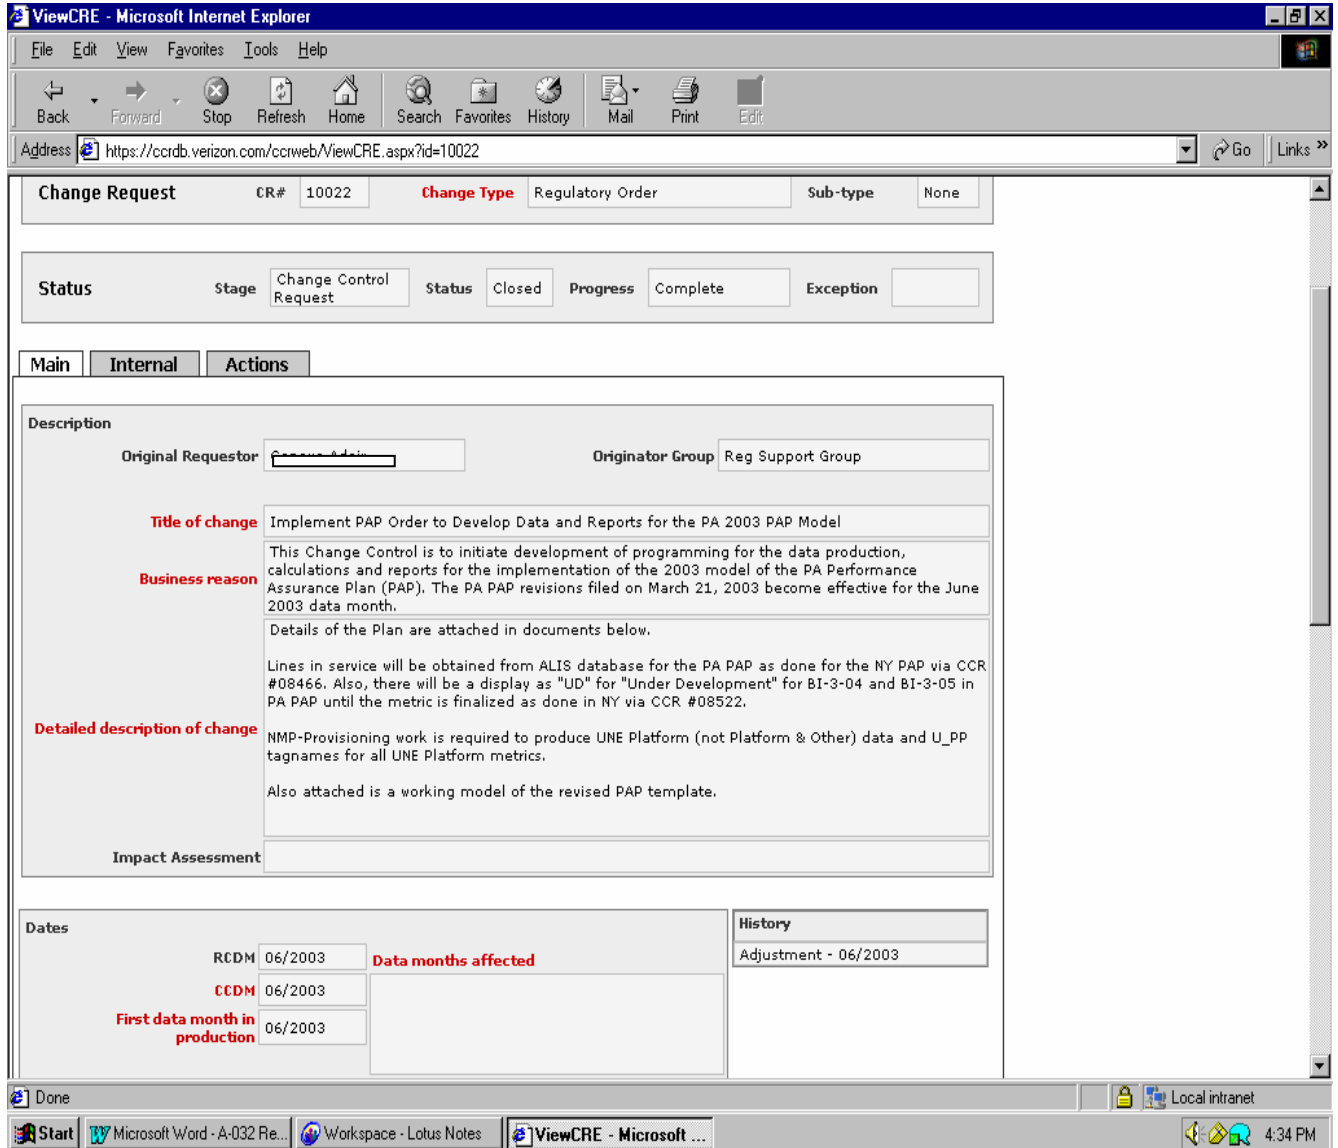 ViewCRE - Microsoft Internet Explorer
File Edit View Favorites Tools Help
Back Forward Stop Refresh Home Search Favorites History Mail Print Edit
Address https://ccrdb.verizon.com/ccrweb/ViewCRE.aspx?id=10022 Go Links »
Change Request CR# 10022 Change Type Regulatory Order Sub-type None
Status Stage Change Control Request Status Closed Progress Complete Exception
Main Internal Actions
Description
Original Requestor Originator Group Reg Support Group
Title of change Implement PAP Order to Develop Data and Reports for the PA 2003 PAP Model
Business reason
This Change Control is to initiate development of programming for the data production,
calculations and reports for the implementation of the 2003 model of the PA Performance
Assurance Plan (PAP). The PA PAP revisions filed on March 21, 2003 become effective for the June
2003 data month.
Detailed description of change
Details of the Plan are attached in documents below.
Lines in service will be obtained from ALIS database for the PA PAP as done for the NY PAP via CCR
#08466. Also, there will be a display as "UD" for "Under Development" for BI-3-04 and BI-3-05 in
PA PAP until the metric is finalized as done in NY via CCR #08522.
NMP-Provisioning work is required to produce UNE Platform (not Platform & Other) data and U_PP
tagnames for all UNE Platform metrics.
Also attached is a working model of the revised PAP template.
Impact Assessment
Dates
RCDM 06/2003 Data months affected
CCDM 06/2003
First data month in production 06/2003
History
Adjustment - 06/2003
Done Local intranet
Start Microsoft Word - A-032 Re... Workspace - Lotus Notes ViewCRE - Microsoft ... 4:34 PM